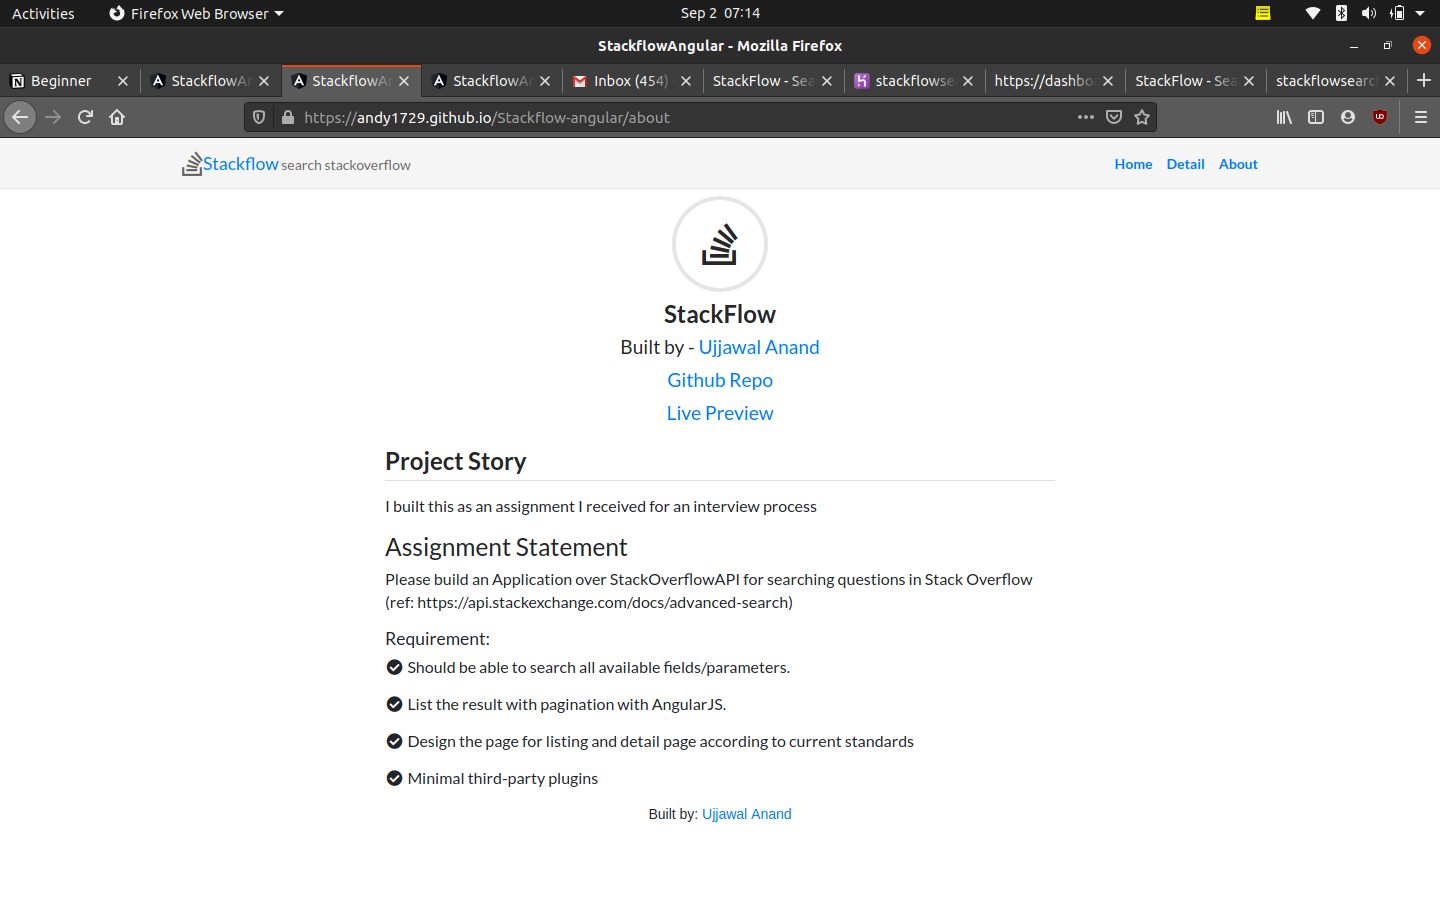 Activities Firefox Web Browser Sep 2 07:14
StackflowAngular - Mozilla Firefox
Beginner StackflowAn StackflowAn StackflowAn Inbox (454) StackFlow - Sea stackflowse https://dashbo StackFlow - Sea stackflowsearc
https://andy1729.github.io/Stackflow-angular/about
Stackflow search stackoverflow Home Detail About
StackFlow
Built by - Ujjawal Anand
Github Repo
Live Preview
Project Story
I built this as an assignment I received for an interview process
Assignment Statement
Please build an Application over StackOverflowAPI for searching questions in Stack Overflow
(ref: https://api.stackexchange.com/docs/advanced-search)
Requirement:
Should be able to search all available fields/parameters.
List the result with pagination with AngularJS.
Design the page for listing and detail page according to current standards
Minimal third-party plugins
Built by: Ujjawal Anand